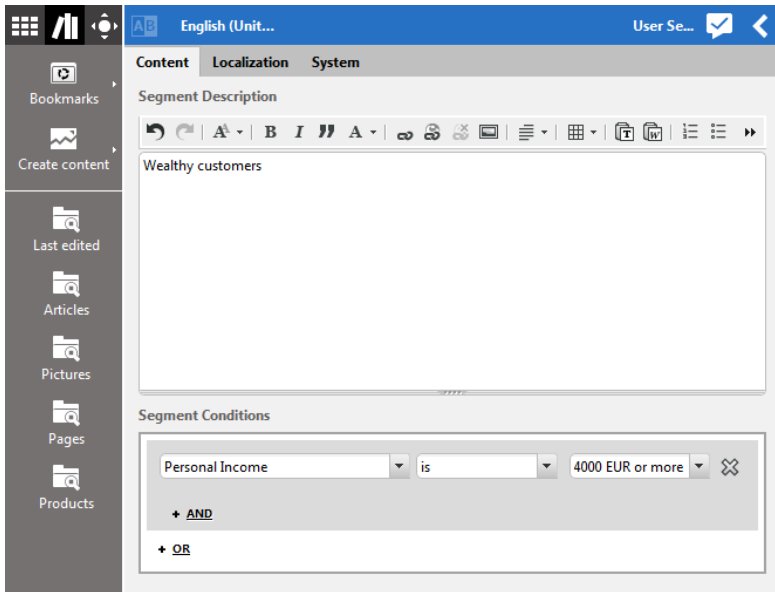 AB English (Unit... User Se...
Bookmarks
Create content
Last edited
Articles
Pictures
Pages
Products
Content Localization System
Segment Description
B I A T W
Wealthy customers
Segment Conditions
Personal Income is 4000 EUR or more
+ AND
+ OR